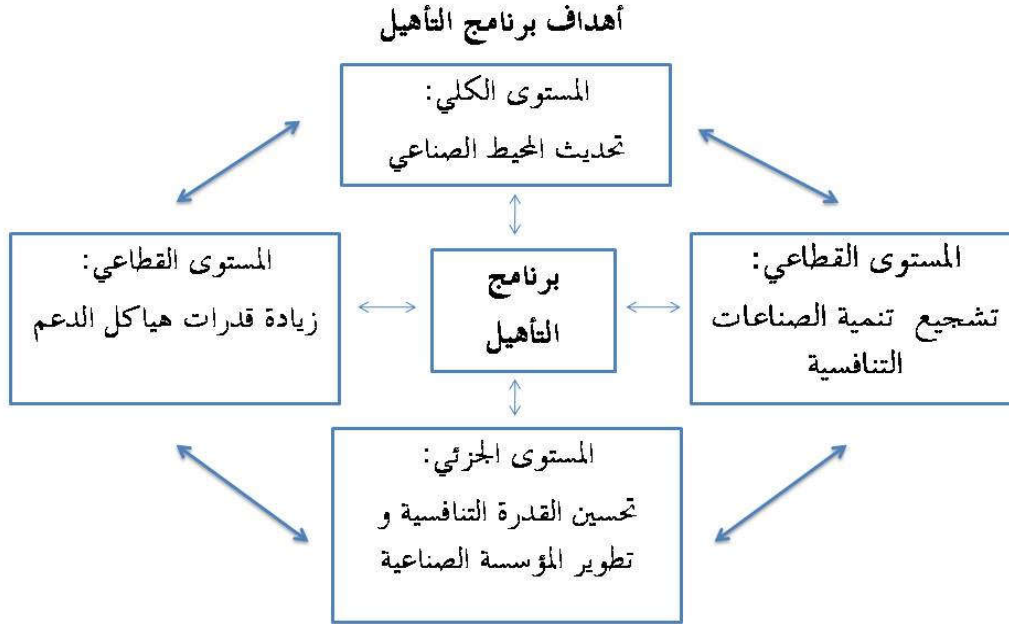 أهداف برنامج التأهيل
المستوى الكلي:
تحديث المحيط الصناعي
المستوى القطاعي:
تشجيع تنمية الصناعات
التنافسية
برنامج
التأهيل
المستوى القطاعي:
زيادة قدرات هياكل الدعم
المستوى الجزئي:
تحسين القدرة التنافسية و
تطوير المؤسسة الصناعية